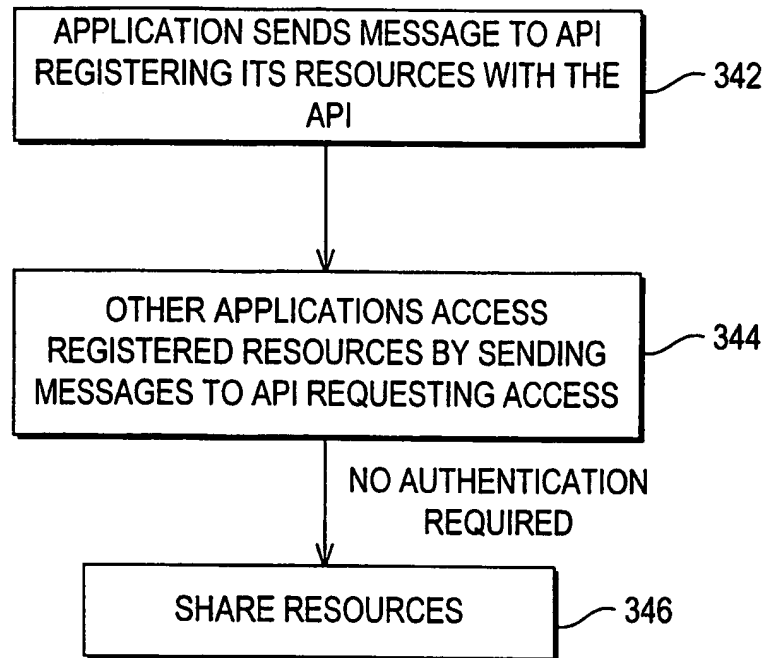 APPLICATION SENDS MESSAGE TO API
REGISTERING ITS RESOURCES WITH THE
API
342
OTHER APPLICATIONS ACCESS
REGISTERED RESOURCES BY SENDING
MESSAGES TO API REQUESTING ACCESS
344
NO AUTHENTICATION
REQUIRED
SHARE RESOURCES
346